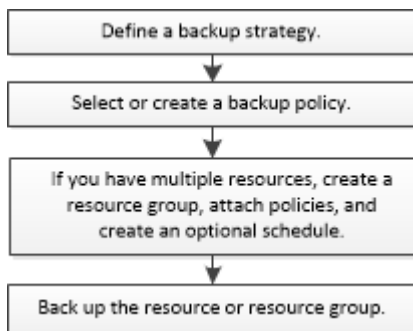 Define a backup strategy.
Select or create a backup policy.
If you have multiple resources, create a
resource group, attach policies, and
create an optional schedule.
Back up the resource or resource group.